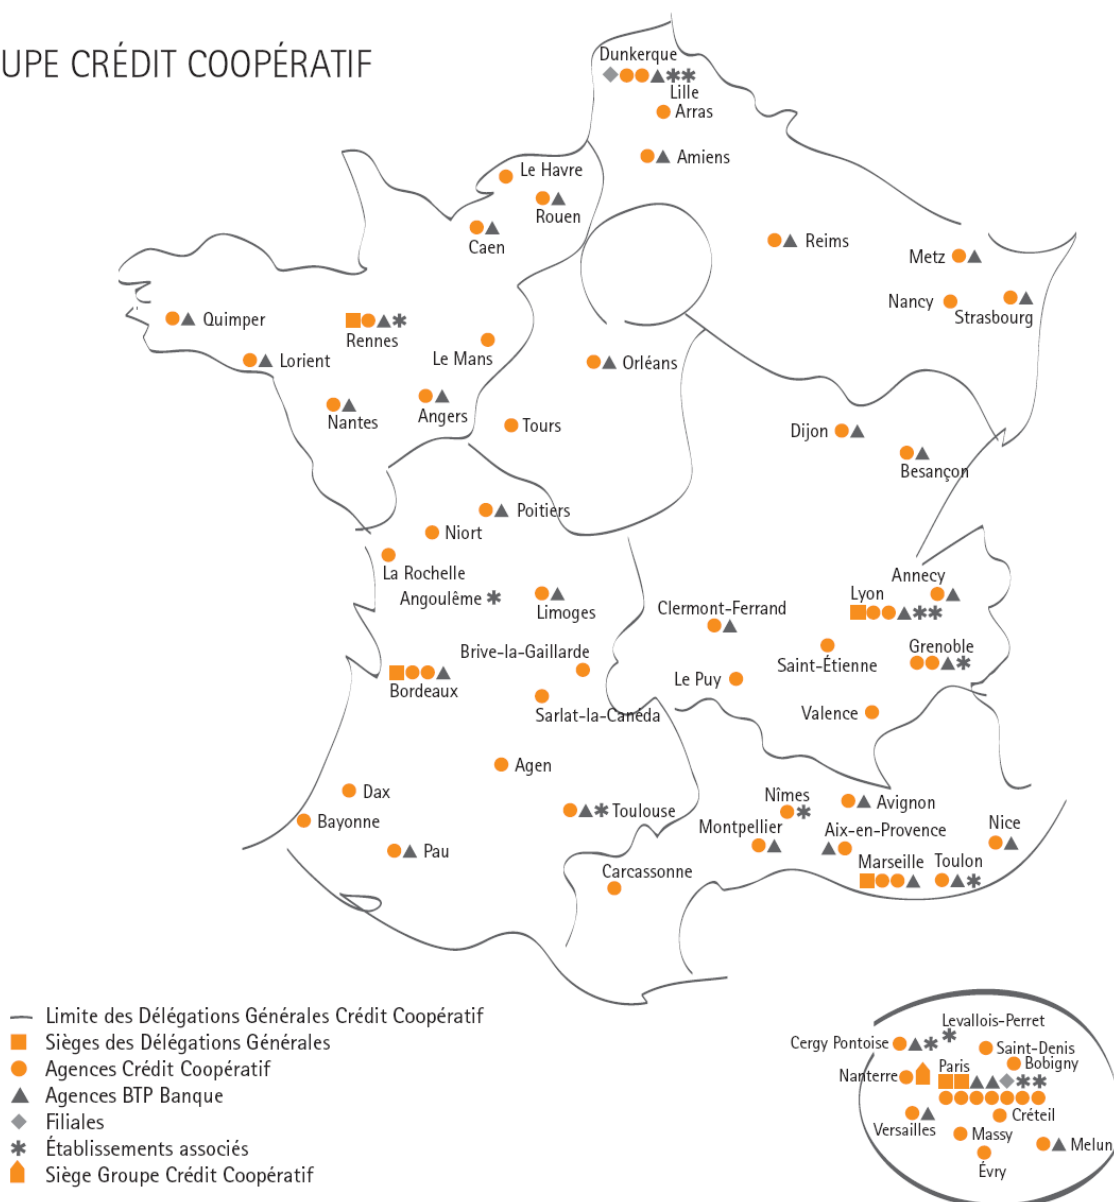 UPE CRÉDIT COOPÉRATIF
Dunkerque
Lille
Arras
Amiens
Le Havre
Rouen
Caen
Reims
Metz
Nancy
Strasbourg
Quimper
Rennes
Lorient
Le Mans
Orléans
Nantes
Angers
Tours
Dijon
Besançon
Poitiers
Niort
La Rochelle
Angoulême
Limoges
Clermont-Ferrand
Annecy
Lyon
Brive-la-Gaillarde
Saint-Étienne
Grenoble
Le Puy
Bordeaux
Sarlat-la-Canéda
Valence
Agen
Dax
Bayonne
Toulouse
Nîmes
Avignon
Montpellier
Aix-en-Provence
Nice
Pau
Marseille
Toulon
Carcassonne
Limite des Délégations Générales Crédit Coopératif
Sièges des Délégations Générales
Agences Crédit Coopératif
Agences BTP Banque
Filiales
Établissements associés
Siège Groupe Crédit Coopératif
Levallois-Perret
Cergy Pontoise
Saint-Denis
Bobigny
Nanterre
Paris
Créteil
Versailles
Massy
Melun
Évry